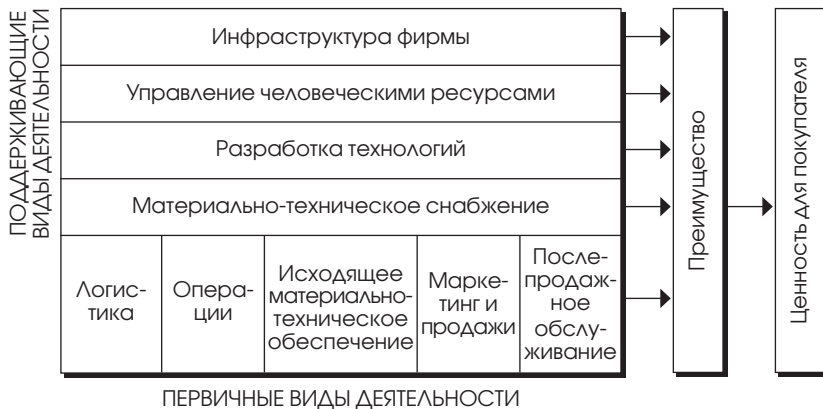 ПОДДЕРЖИВАЮЩИЕ
ВИДЫ ДЕЯТЕЛЬНОСТИ
Инфраструктура фирмы
Управление человеческими ресурсами
Разработка технологий
Материально-техническое снабжение
Логис-
тика
Опера-
ции
Исходящее
материально-
техническое
обеспечение
Марке-
тинг и
продажи
После-
продаж-
ное
обслу-
живание
Преимущество
Ценность для покупателя
ПЕРВИЧНЫЕ ВИДЫ ДЕЯТЕЛЬНОСТИ